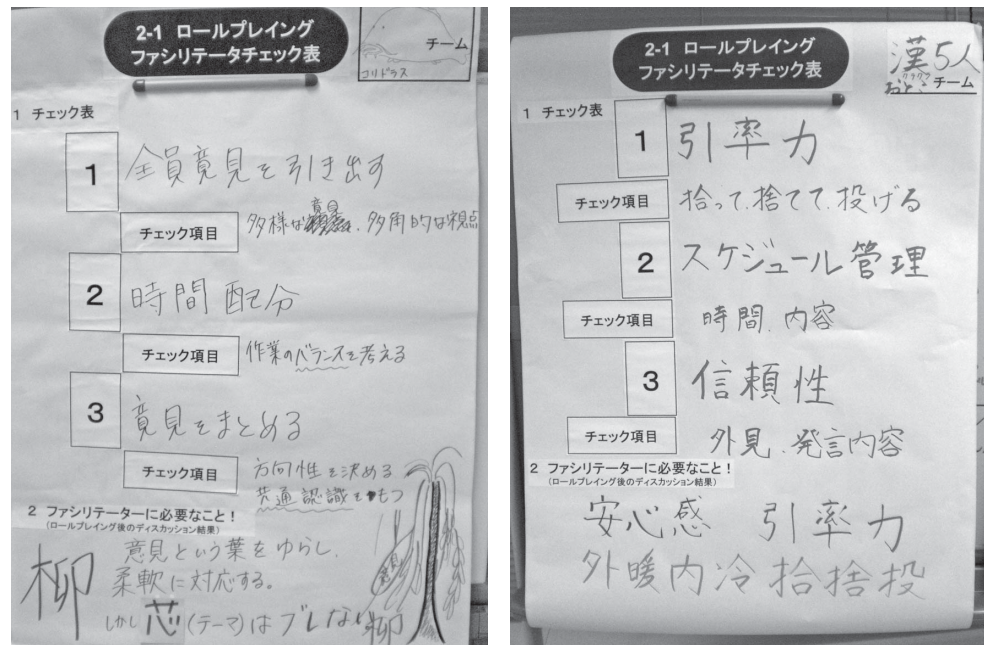 2-1 ロールプレイング
ファシリテータチェック表
チーム
コリドラス
1 チェック表
1
全員意見を引き出す
チェック項目
多様な意見、多角的な視点
2
時間配分
チェック項目
作業のバランスを考える
3
意見をまとめる
チェック項目
方向性を決める
共通認識をもつ
2 ファシリテーターに必要なこと!
(ロールプレイング後のディスカッション結果)
柳
意見という葉をゆらし、
柔軟に対応する。
しかし芯(テーマ)はブレない
意見
柳
2-1 ロールプレイング
ファシリテータチェック表
漢5人
おとこ
チーム
1 チェック表
1
引率力
チェック項目
拾って、捨てて、投げる
2
スケジュール管理
チェック項目
時間、内容
3
信頼性
チェック項目
外見、発言内容
2 ファシリテーターに必要なこと!
(ロールプレイング後のディスカッション結果)
安心感 引率力
外暖内冷拾捨投